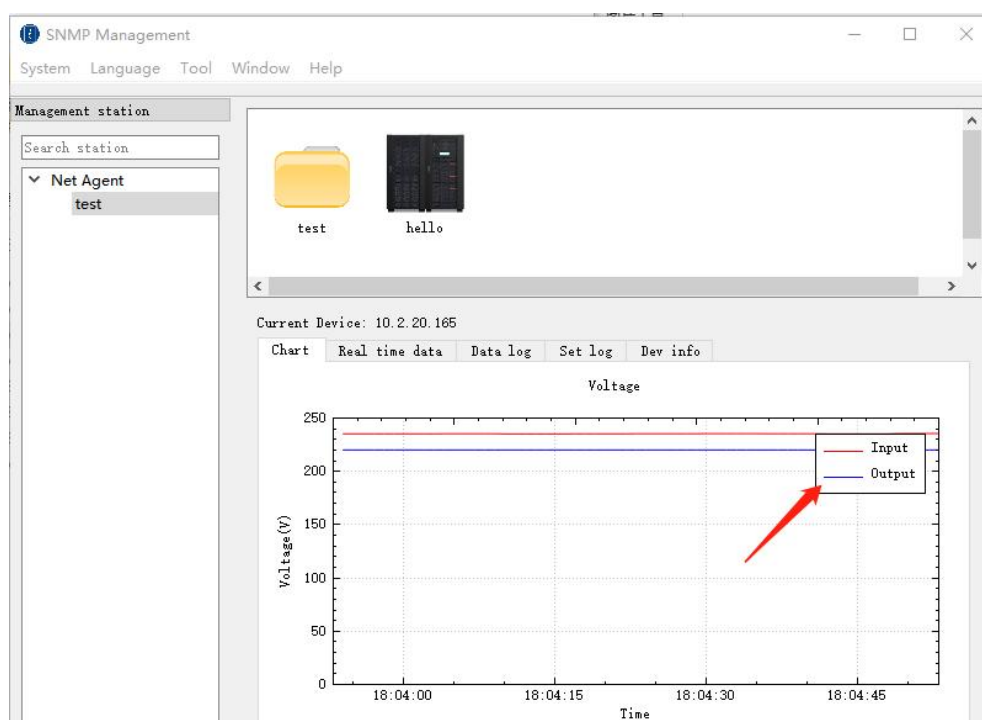 SNMP Management
System Language Tool Window Help
Management station
Search station
Net Agent
test
test hello
Current Device: 10.2.20.165
Chart Real time data Data log Set log Dev info
Voltage
250
200
150
100
50
0
Voltage(V)
Input
Output
18:04:00 18:04:15 18:04:30 18:04:45
Time